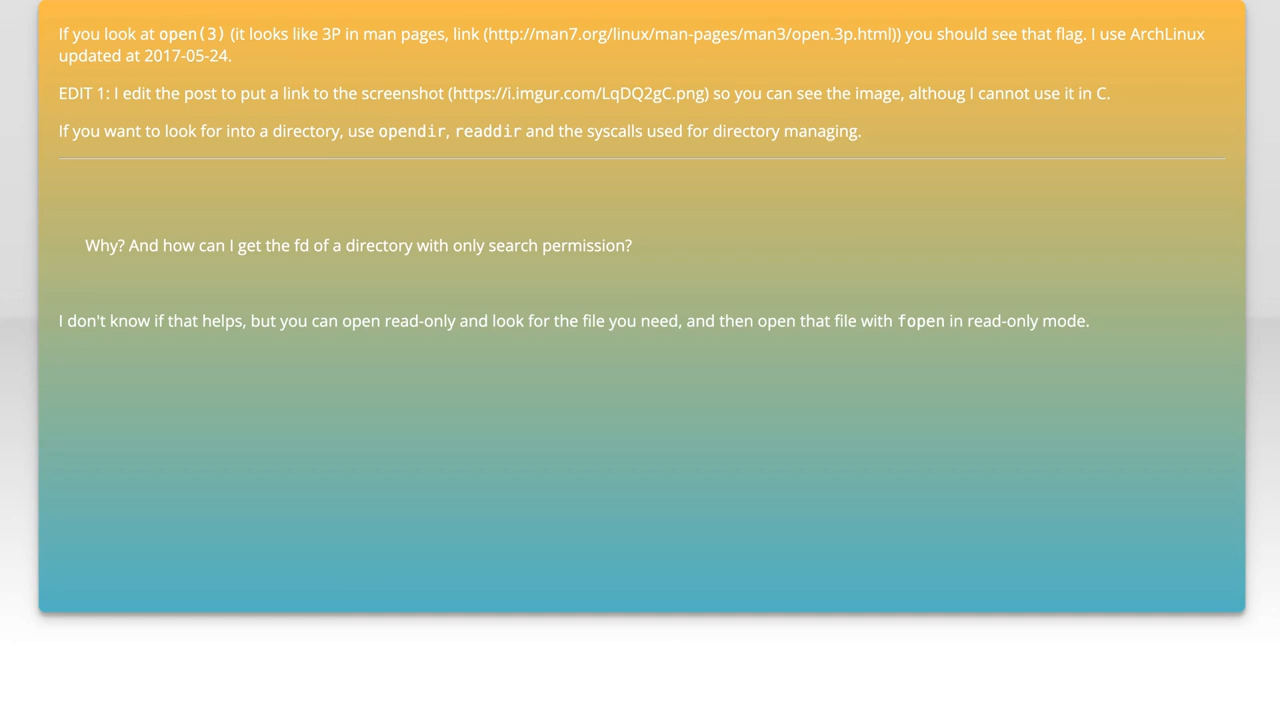 If you look at open(3) (it looks like 3P in man pages, link (http://man7.org/linux/man-pages/man3/open.3p.html)) you should see that flag. I use ArchLinux
updated at 2017-05-24.
EDIT 1: I edit the post to put a link to the screenshot (https://i.imgur.com/LqDQ2gC.png) so you can see the image, althoug I cannot use it in C.
If you want to look for into a directory, use opendir, readdir and the syscalls used for directory managing.
Why? And how can I get the fd of a directory with only search permission?
I don't know if that helps, but you can open read-only and look for the file you need, and then open that file with fopen in read-only mode.